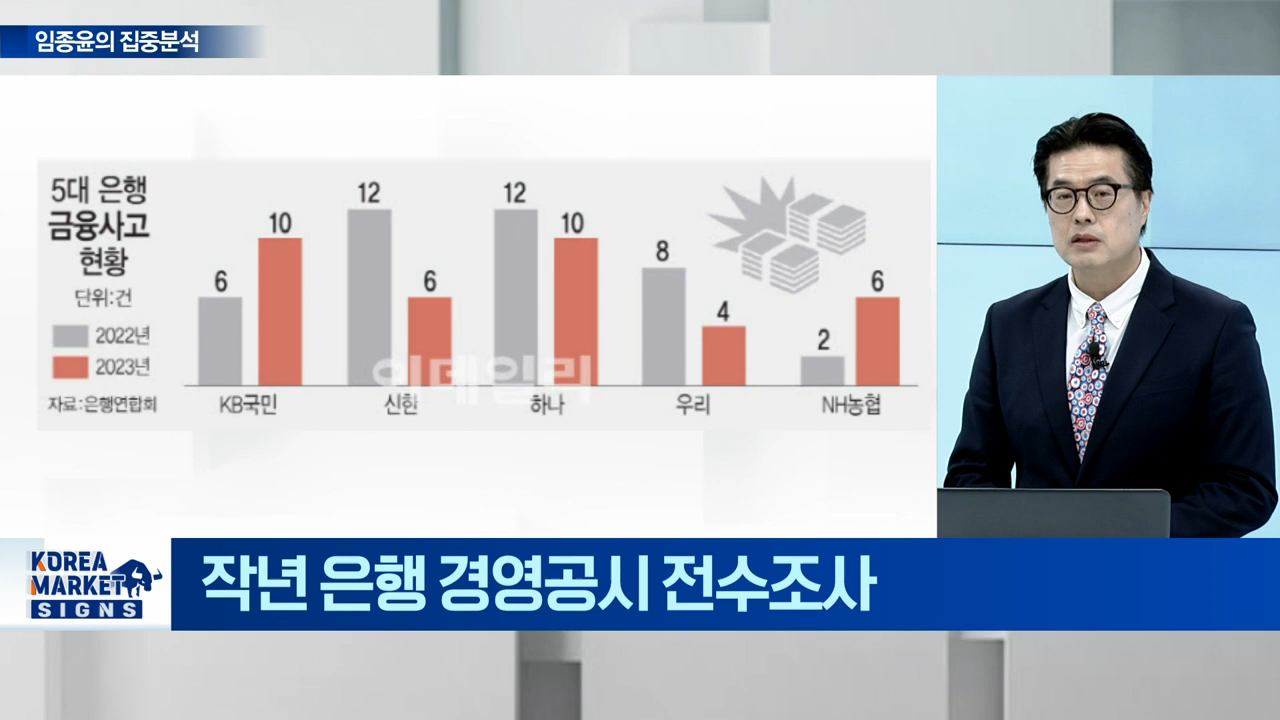 임종윤의 집중분석
5대 은행
금융사고
현황
단위:건
2022년
2023년
자료:은행연합회
6
10
12
6
12
10
8
4
2
6
이데일리
KB국민
신한
하나
우리
NH농협
KOREA
MARKET
SIGNS
작년 은행 경영공시 전수조사